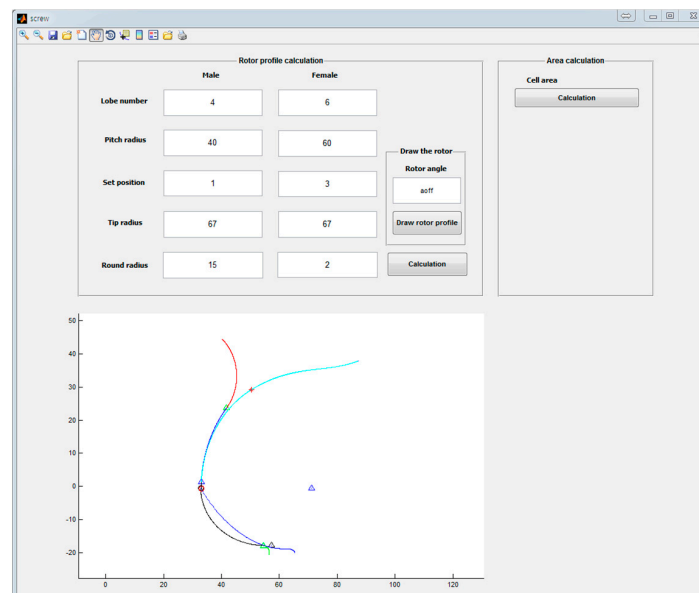 screw
Rotor profile calculation
Male Female
Lobe number 4 6
Pitch radius 40 60
Set position 1 3
Tip radius 67 67
Round radius 15 2
Draw the rotor
Rotor angle
aoff
Draw rotor profile
Calculation
Area calculation
Cell area
Calculation
50
40
30
20
10
0
-10
-20
0 20 40 60 80 100 120